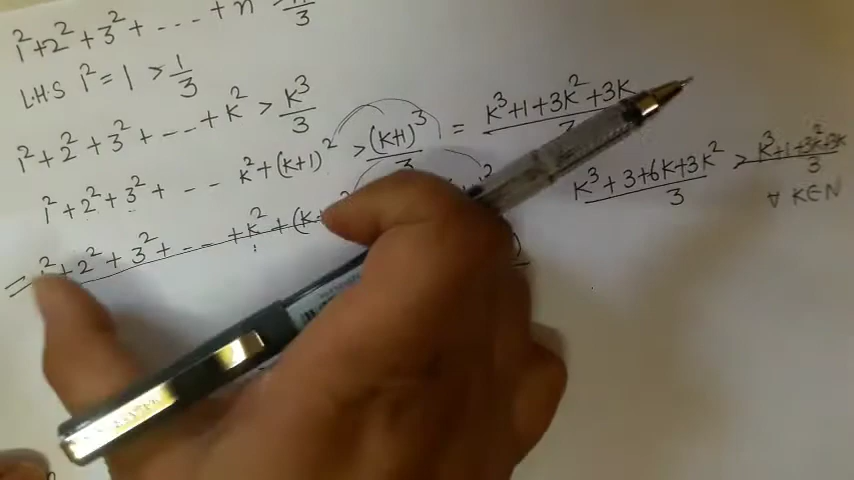 1² + 2² + 3² + ... + n
3
L.H.S 1² = 1 > 1/3
1² + 2² + 3² + ... + k² > k³/3
1² + 2² + 3² + - - k² + (k+1)² > (k+1)³/3 = k³+1+3k²+3k
= 1² + 2² + 3² + - - + k² + (k
k³+3+6k+3k²/3 > k³+1+3k²+3k/3
∀ K∈N